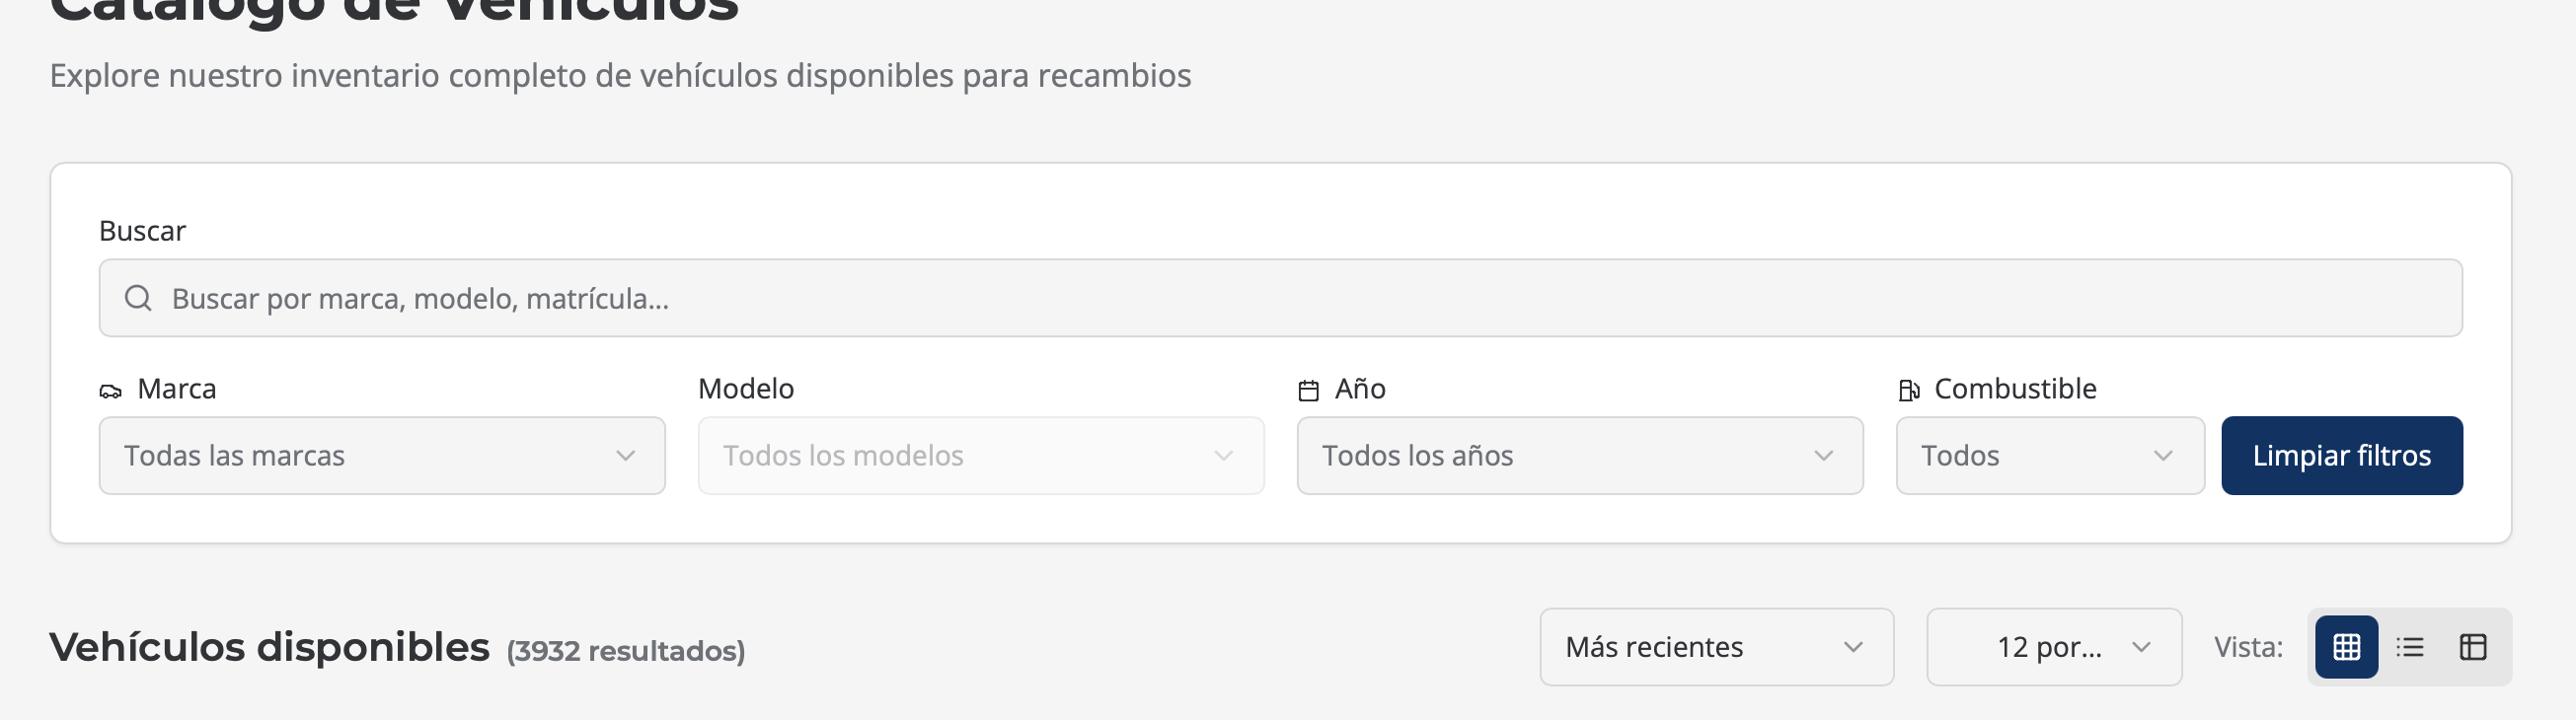 Catálogo de Vehículos
Explore nuestro inventario completo de vehículos disponibles para recambios
Buscar
Buscar por marca, modelo, matrícula...
Marca
Modelo
Año
Combustible
Todas las marcas
Todos los modelos
Todos los años
Todos
Limpiar filtros
Vehículos disponibles (3932 resultados)
Más recientes
12 por...
Vista: